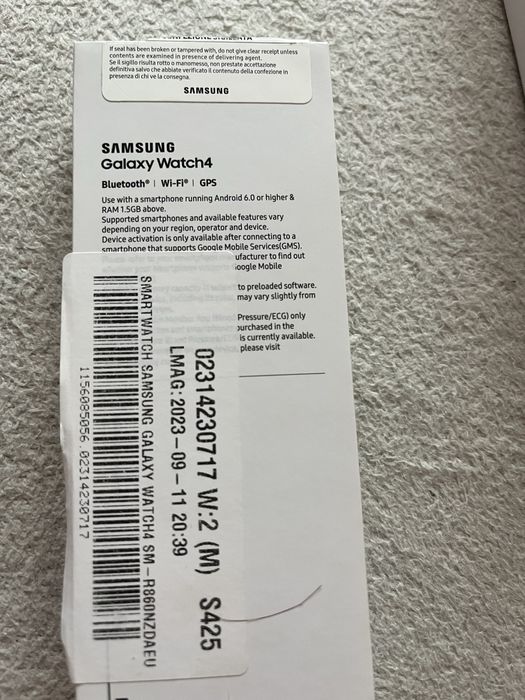 If seal has been broken or tampered with, do not give clear receipt unless
contents are examined in presence of delivering agent.
Se il sigillo risulta rotto o manomesso, non prestate accettazione
definitiva salvo che abbiate verificato il contenuto della confezione in
presenza di chi ve la consegna.
SAMSUNG
SAMSUNG
Galaxy Watch4
Bluetooth® | Wi-Fi® | GPS
Use with a smartphone running Android 6.0 or higher &
RAM 1.5GB above.
Supported smartphones and available features vary
depending on your region, operator and device.
Device activation is only available after connecting to a
smartphone that supports Google Mobile Services(GMS).
ufacturer to find out
Google Mobile
to preloaded software.
may vary slightly from
Pressure/ECG) only
purchased in the
is currently available.
please visit
02314230717 W:2 (M) S425
LMAG:2023-09-11 20:39
SMARTWATCH SAMSUNG GALAXY WATCH4 SM-R860NZDAEU
1156085056.02314230717